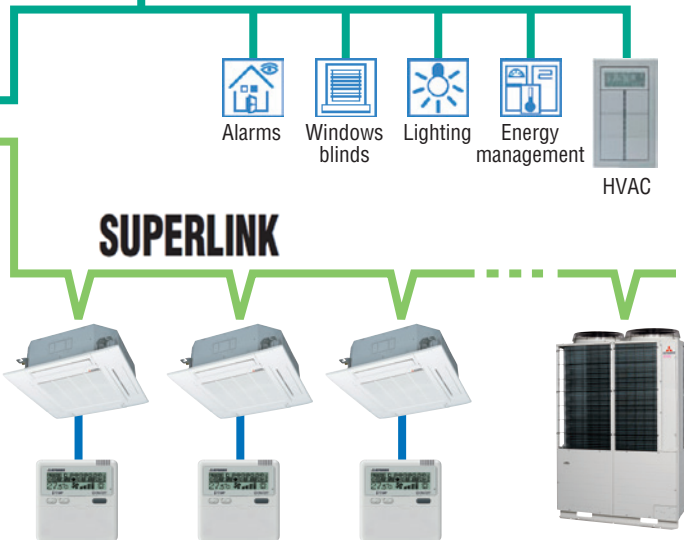 Alarms
Windows
blinds
Lighting
Energy
management
HVAC
SUPERLINK